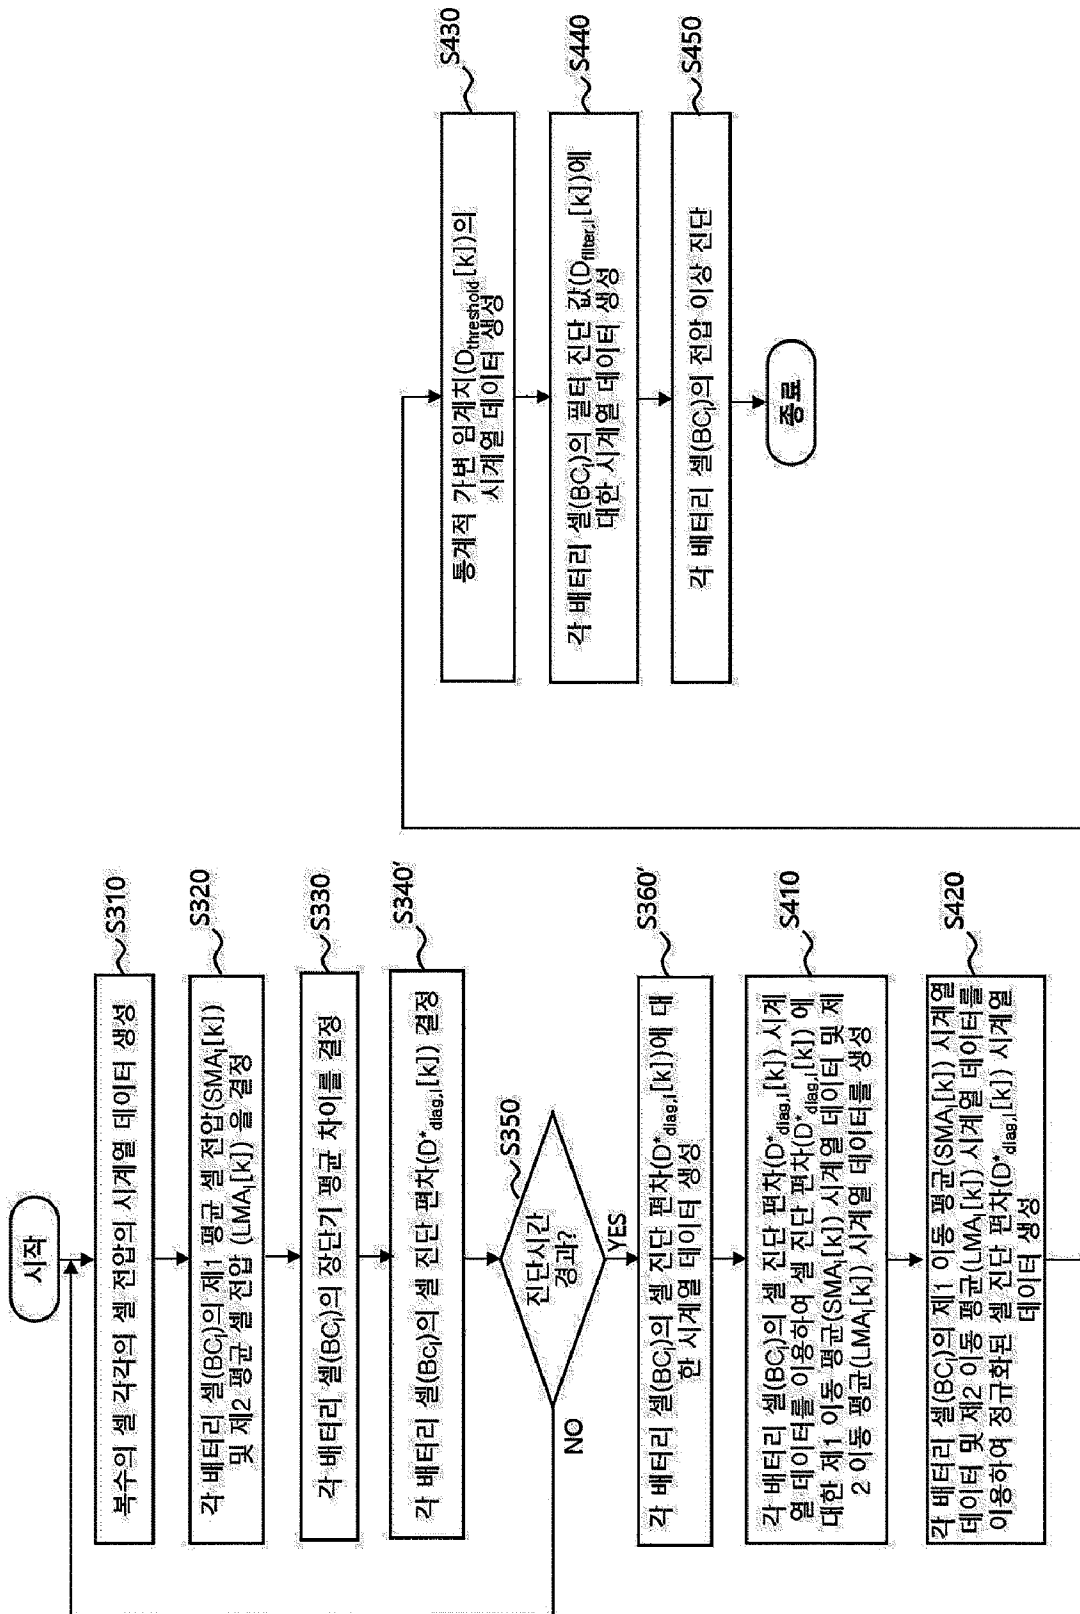 시작
복수의 셀 각각의 셀 전압의 시계열 데이터 생성
S310
각 배터리 셀(BCi)의 제1 평균 셀 전압(SMAi[k])
및 제2 평균 셀 전압 (LMAi[k]) 을 결정
S320
각 배터리 셀(BCi)의 장단기 평균 차이를 결정
S330
각 배터리 셀(Bci)의 셀 진단 편차(D*diag,i[k]) 결정
S340'
진단시간
경과?
S350
NO
YES
각 배터리 셀(BCi)의 셀 진단 편차(D*diag,i[k])에 대
한 시계열 데이터 생성
S360'
각 배터리 셀(BCi)의 셀 진단 편차(D*diag,i[k]) 시계
열 데이터를 이용하여 셀 진단 편차(D*diag,i[k]) 에
대한 제1 이동 평균(SMAi[k]) 시계열 데이터 및 제
2 이동 평균(LMAi[k]) 시계열 데이터를 생성
S410
각 배터리 셀(BCi)의 제1 이동 평균(SMAi[k]) 시계열
데이터 및 제2 이동 평균(LMAi[k]) 시계열 데이터를
이용하여 정규화된 셀 진단 편차(D*diag,i[k]) 시계열
데이터 생성
S420
통계적 가변 임계치(Dthreshold[k])의
시계열 데이터 생성
S430
각 배터리 셀(BCi)의 필터 진단 값(Dfilter,i[k])에
대한 시계열 데이터 생성
S440
각 배터리 셀(BCi)의 전압 이상 진단
S450
종료